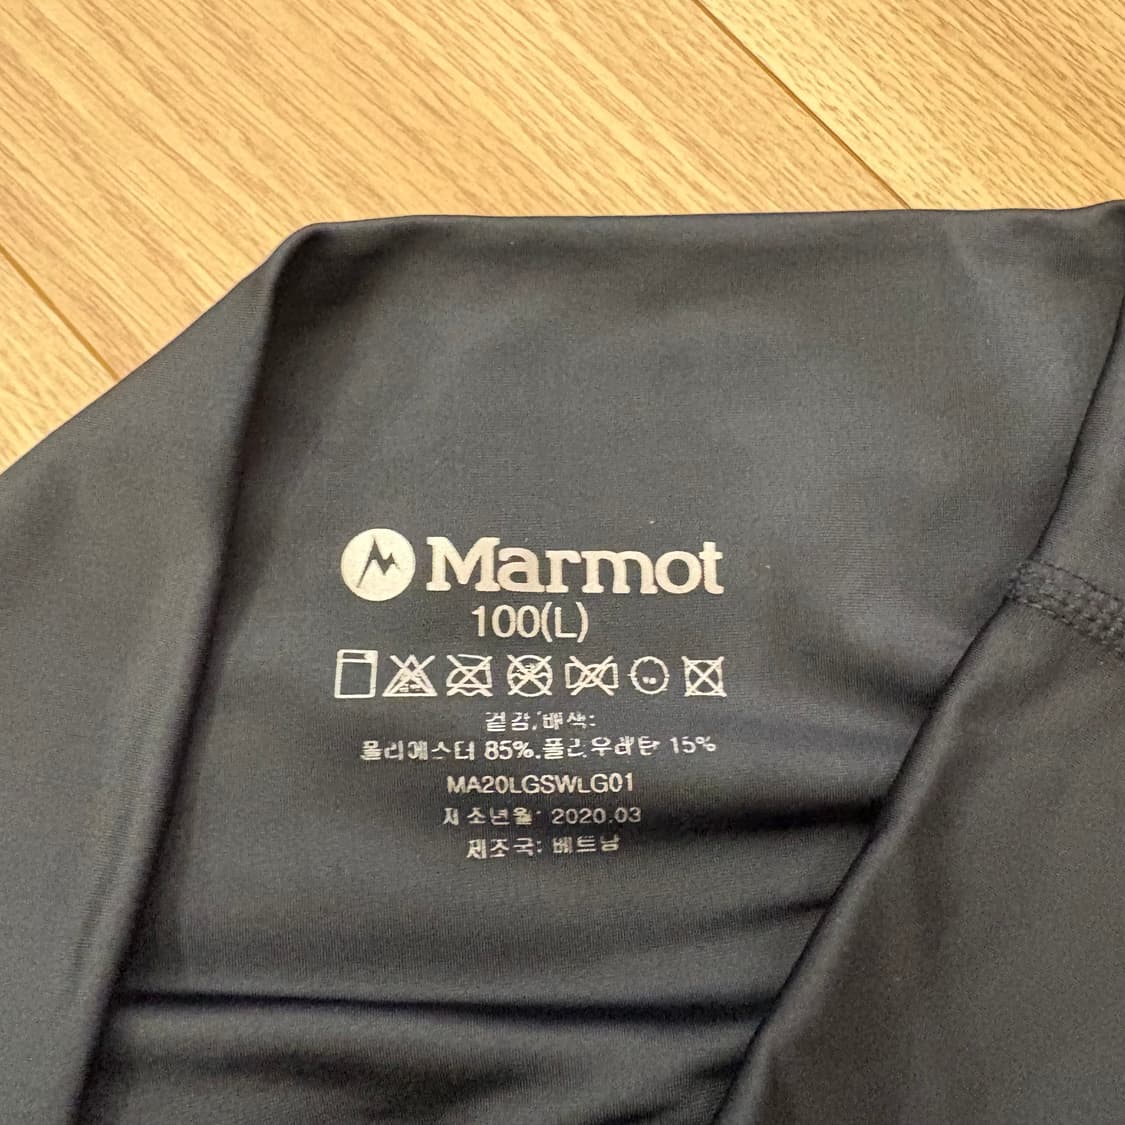 Marmot
100(L)
겉감/배색:
폴리에스터 85%.폴리우레탄 15%
MA20LGSWLG01
제조년월: 2020.03
제조국: 베트남